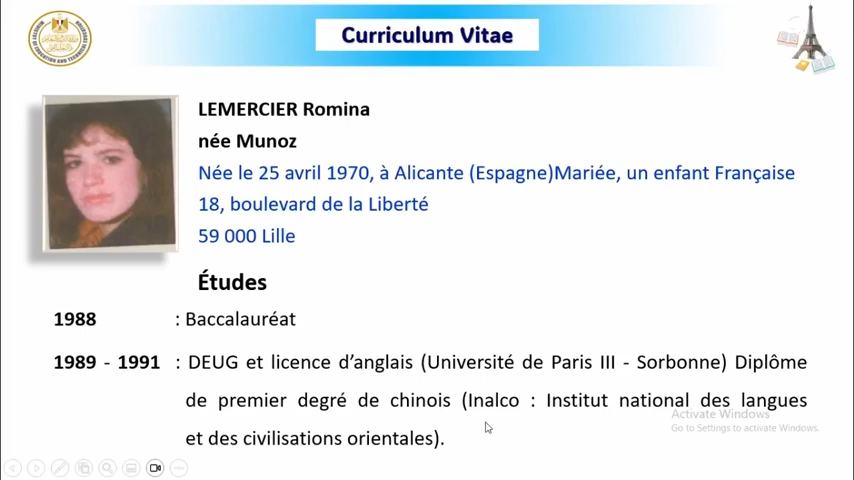 Curriculum Vitae
LEMERCIER Romina
née Munoz
Née le 25 avril 1970, à Alicante (Espagne)Mariée, un enfant Française
18, boulevard de la Liberté
59 000 Lille
Études
1988 : Baccalauréat
1989 - 1991 : DEUG et licence d’anglais (Université de Paris III - Sorbonne) Diplôme
de premier degré de chinois (Inalco : Institut national des langues
et des civilisations orientales).
Activate Windows
Go to Settings to activate Windows.